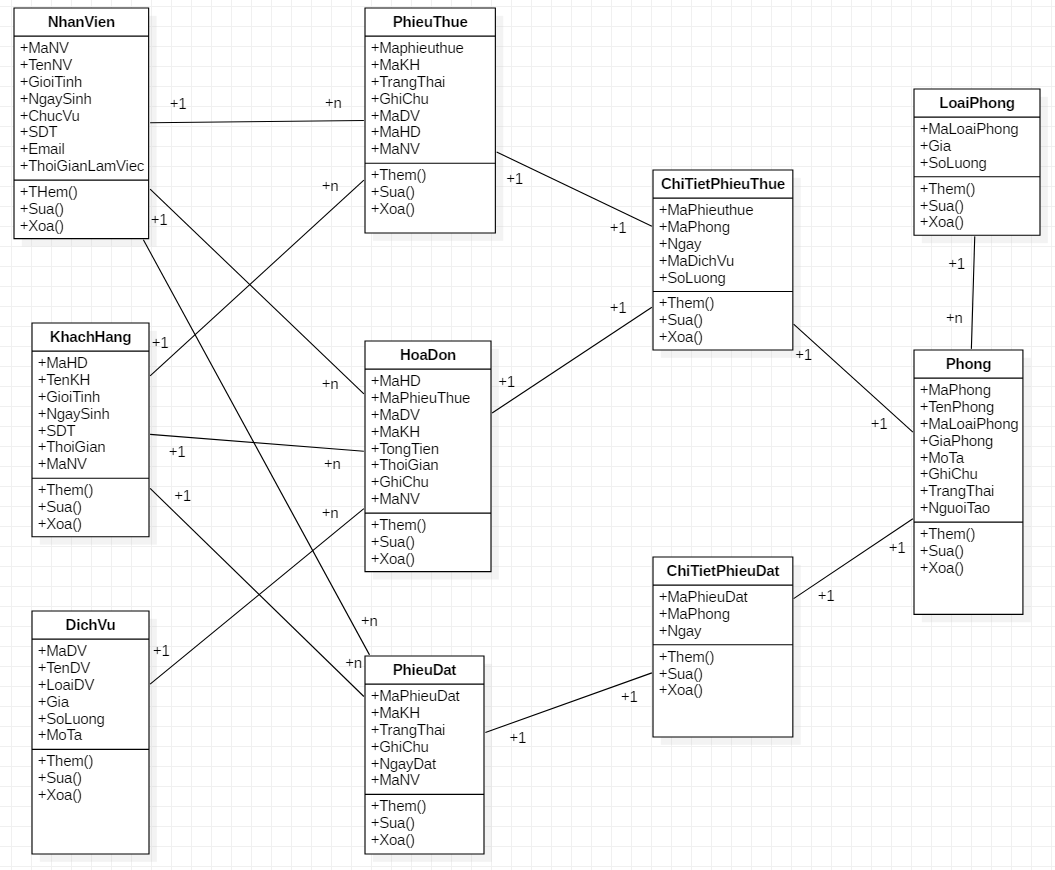 NhanVien
+MaNV
+TenNV
+GioiTinh
+NgaySinh
+ChucVu
+SDT
+Email
+ThoiGianLamViec
+THem()
+Sua()
+Xoa()
PhieuThue
+Maphieuthue
+MaKH
+TrangThai
+GhiChu
+MaDV
+MaHD
+MaNV
+Them()
+Sua()
+Xoa()
ChiTietPhieuThue
+MaPhieuthue
+MaPhong
+Ngay
+MaDichVu
+SoLuong
+Them()
+Sua()
+Xoa()
LoaiPhong
+MaLoaiPhong
+Gia
+SoLuong
+Them()
+Sua()
+Xoa()
KhachHang
+MaHD
+TenKH
+GioiTinh
+NgaySinh
+SDT
+ThoiGian
+MaNV
+Them()
+Sua()
+Xoa()
HoaDon
+MaHD
+MaPhieuThue
+MaDV
+MaKH
+TongTien
+ThoiGian
+GhiChu
+MaNV
+Them()
+Sua()
+Xoa()
Phong
+MaPhong
+TenPhong
+MaLoaiPhong
+GiaPhong
+MoTa
+GhiChu
+TrangThai
+NguoiTao
+Them()
+Sua()
+Xoa()
DichVu
+MaDV
+TenDV
+LoaiDV
+Gia
+SoLuong
+MoTa
+Them()
+Sua()
+Xoa()
PhieuDat
+MaPhieuDat
+MaKH
+TrangThai
+GhiChu
+NgayDat
+MaNV
+Them()
+Sua()
+Xoa()
ChiTietPhieuDat
+MaPhieuDat
+MaPhong
+Ngay
+Them()
+Sua()
+Xoa()
+1
+n
+n
+1
+1
+1
+1
+n
+1
+n
+1
+1
+1
+1
+1
+n
+1
+n
+1
+1
+n
+1
+n
+1
+1
+1